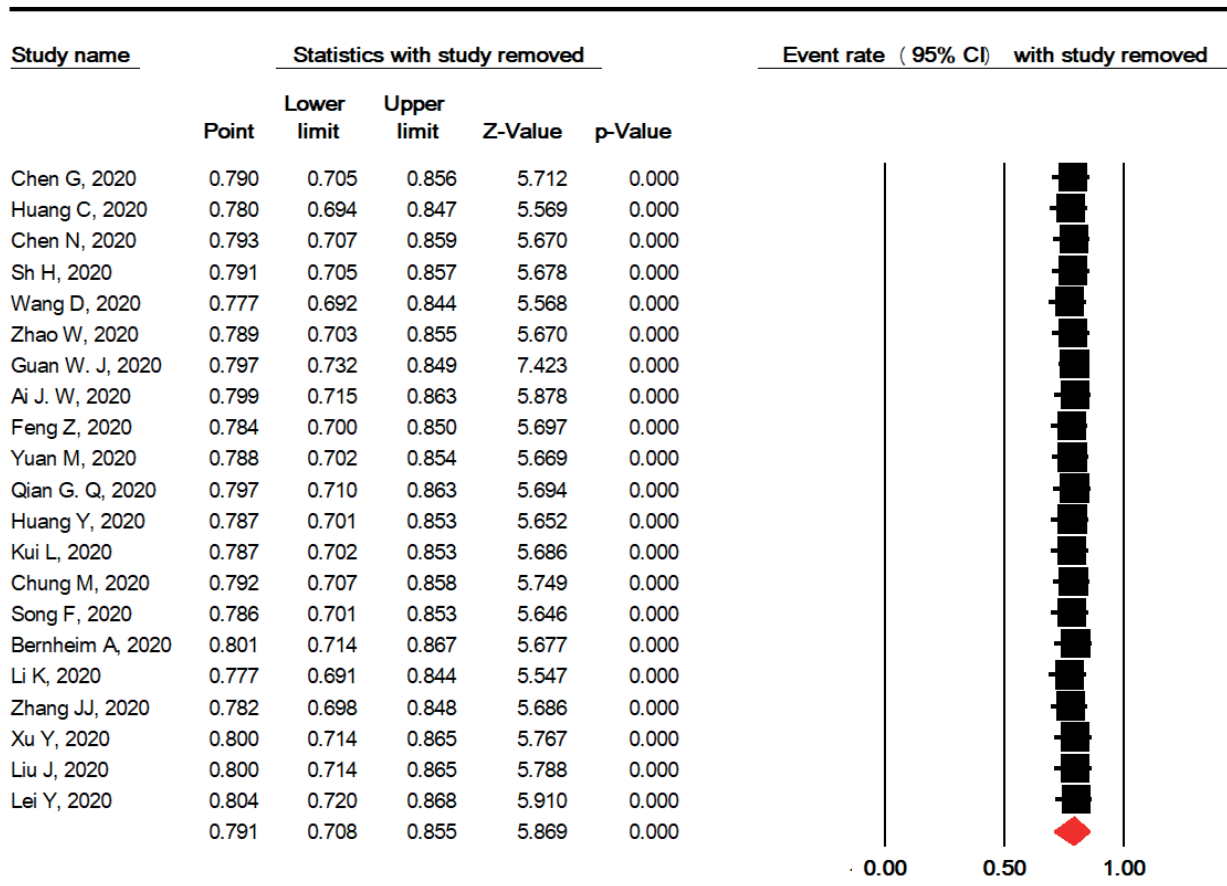 Study name Statistics with study removed Event rate ( 95% CI) with study removed
Lower Upper
Point limit limit Z-Value p-Value
Chen G, 2020 0.790 0.705 0.856 5.712 0.000
Huang C, 2020 0.780 0.694 0.847 5.569 0.000
Chen N, 2020 0.793 0.707 0.859 5.670 0.000
Sh H, 2020 0.791 0.705 0.857 5.678 0.000
Wang D, 2020 0.777 0.692 0.844 5.568 0.000
Zhao W, 2020 0.789 0.703 0.855 5.670 0.000
Guan W. J, 2020 0.797 0.732 0.849 7.423 0.000
Ai J. W, 2020 0.799 0.715 0.863 5.878 0.000
Feng Z, 2020 0.784 0.700 0.850 5.697 0.000
Yuan M, 2020 0.788 0.702 0.854 5.669 0.000
Qian G. Q, 2020 0.797 0.710 0.863 5.694 0.000
Huang Y, 2020 0.787 0.701 0.853 5.652 0.000
Kui L, 2020 0.787 0.702 0.853 5.686 0.000
Chung M, 2020 0.792 0.707 0.858 5.749 0.000
Song F, 2020 0.786 0.701 0.853 5.646 0.000
Bernheim A, 2020 0.801 0.714 0.867 5.677 0.000
Li K, 2020 0.777 0.691 0.844 5.547 0.000
Zhang JJ, 2020 0.782 0.698 0.848 5.686 0.000
Xu Y, 2020 0.800 0.714 0.865 5.767 0.000
Liu J, 2020 0.800 0.714 0.865 5.788 0.000
Lei Y, 2020 0.804 0.720 0.868 5.910 0.000
0.791 0.708 0.855 5.869 0.000
0.00 0.50 1.00